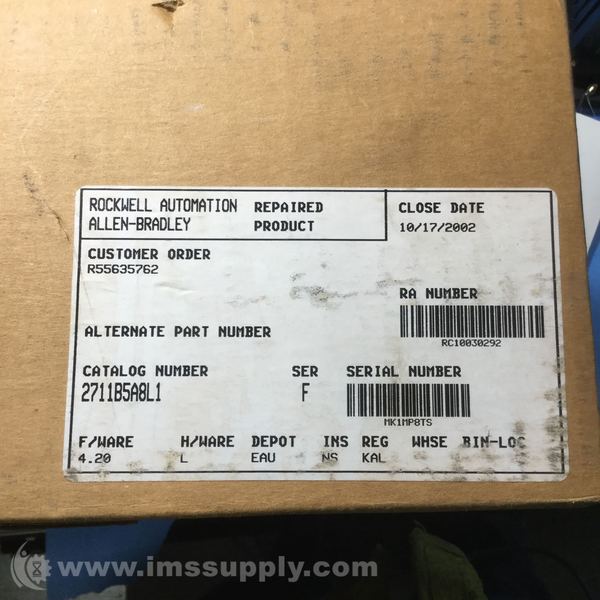 ROCKWELL AUTOMATION REPAIRED
ALLEN-BRADLEY PRODUCT
CLOSE DATE
10/17/2002
CUSTOMER ORDER
R55635762
RA NUMBER
RC10030292
ALTERNATE PART NUMBER
CATALOG NUMBER SER SERIAL NUMBER
2711B5A8L1 F
MK1MP8TS
F/WARE H/WARE DEPOT INS REG WHSE BIN-LOC
4.20 L EAU NS KAL
www.imssupply.com